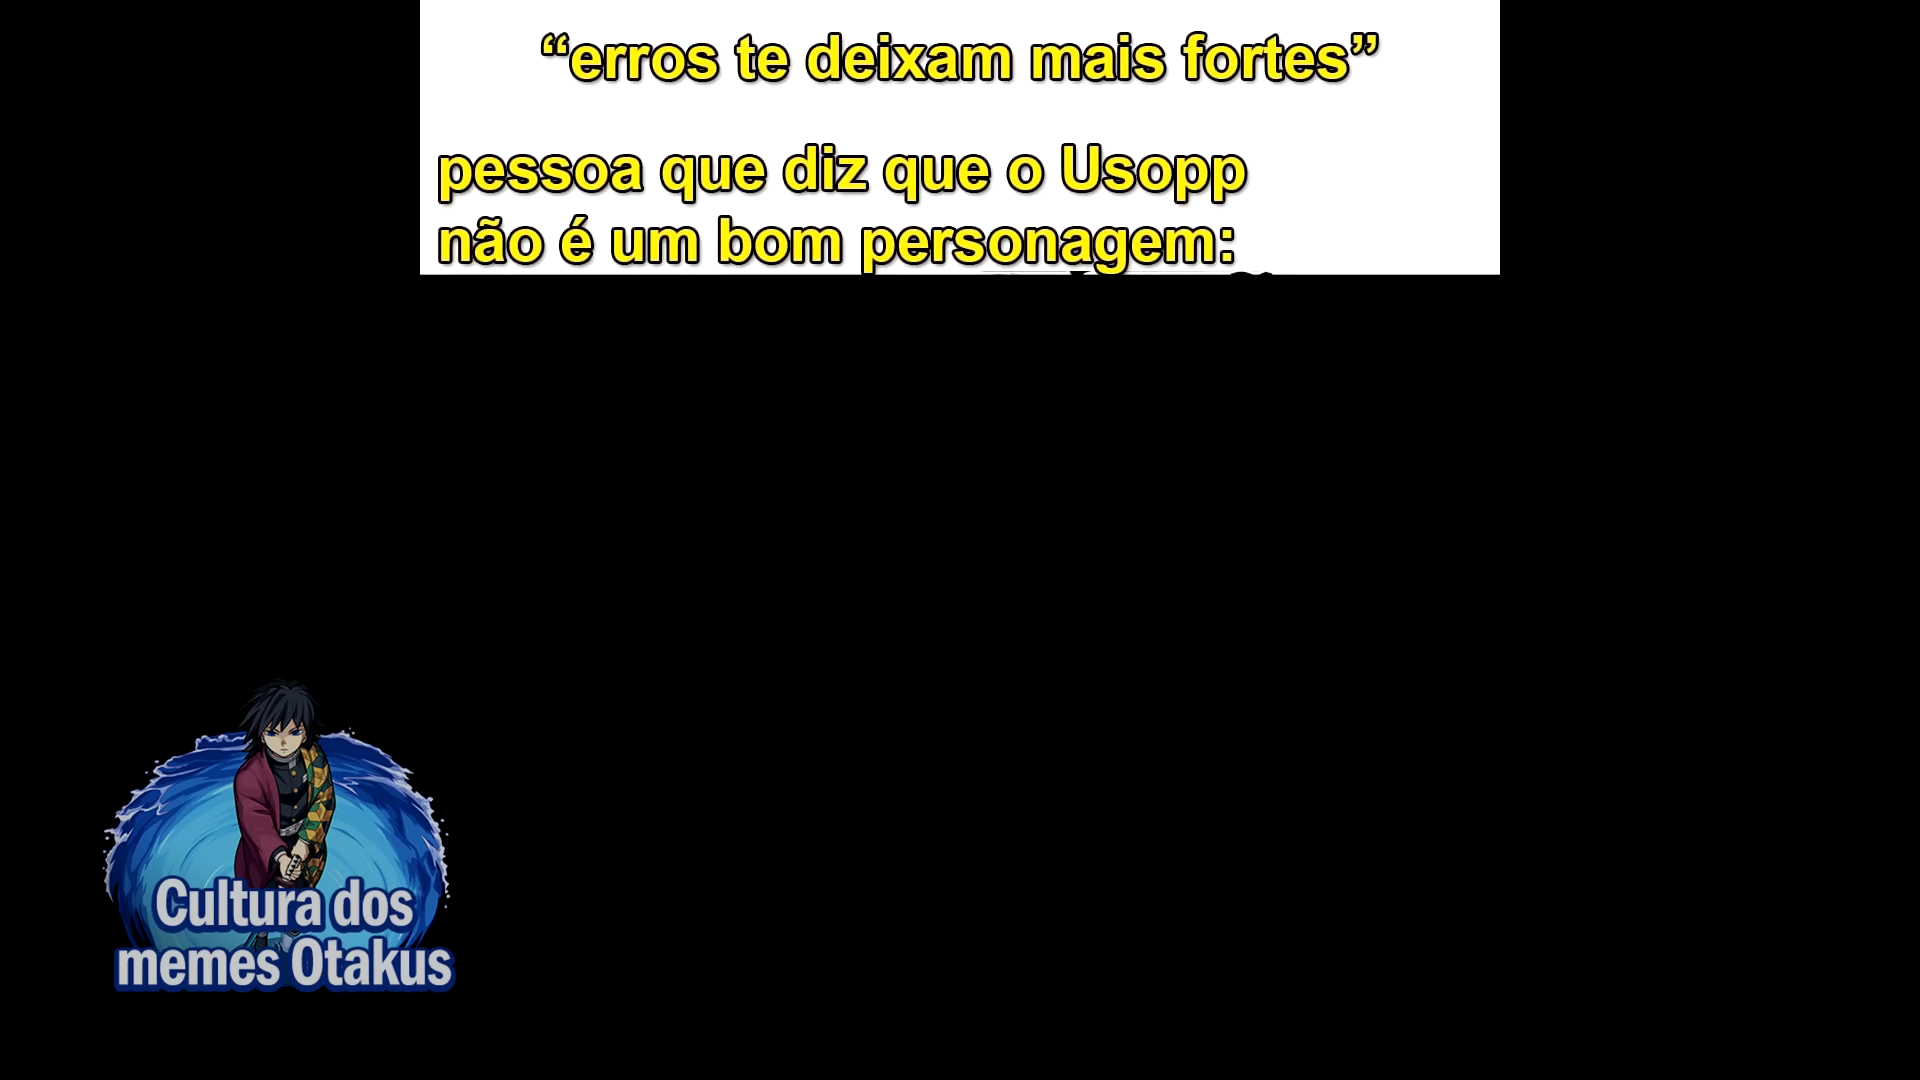 “erros te deixam mais fortes”
pessoa que diz que o Usopp
não é um bom personagem:
Cultura dos
memes Otakus